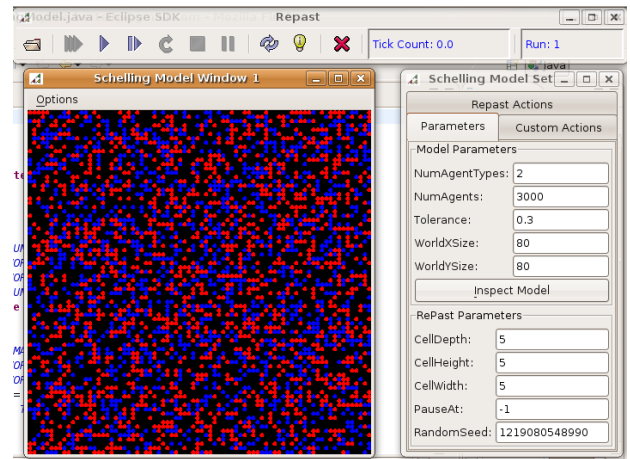 Model.java - Eclipse SDK
Repast
Tick Count: 0.0
Run: 1
java
Schelling Model Window 1
Options
Schelling Model Set
Repast Actions
Parameters
Custom Actions
Model Parameters
NumAgentTypes: 2
NumAgents: 3000
Tolerance: 0.3
WorldXSize: 80
WorldYSize: 80
Inspect Model
RePast Parameters
CellDepth: 5
CellHeight: 5
CellWidth: 5
PauseAt: -1
RandomSeed: 1219080548990